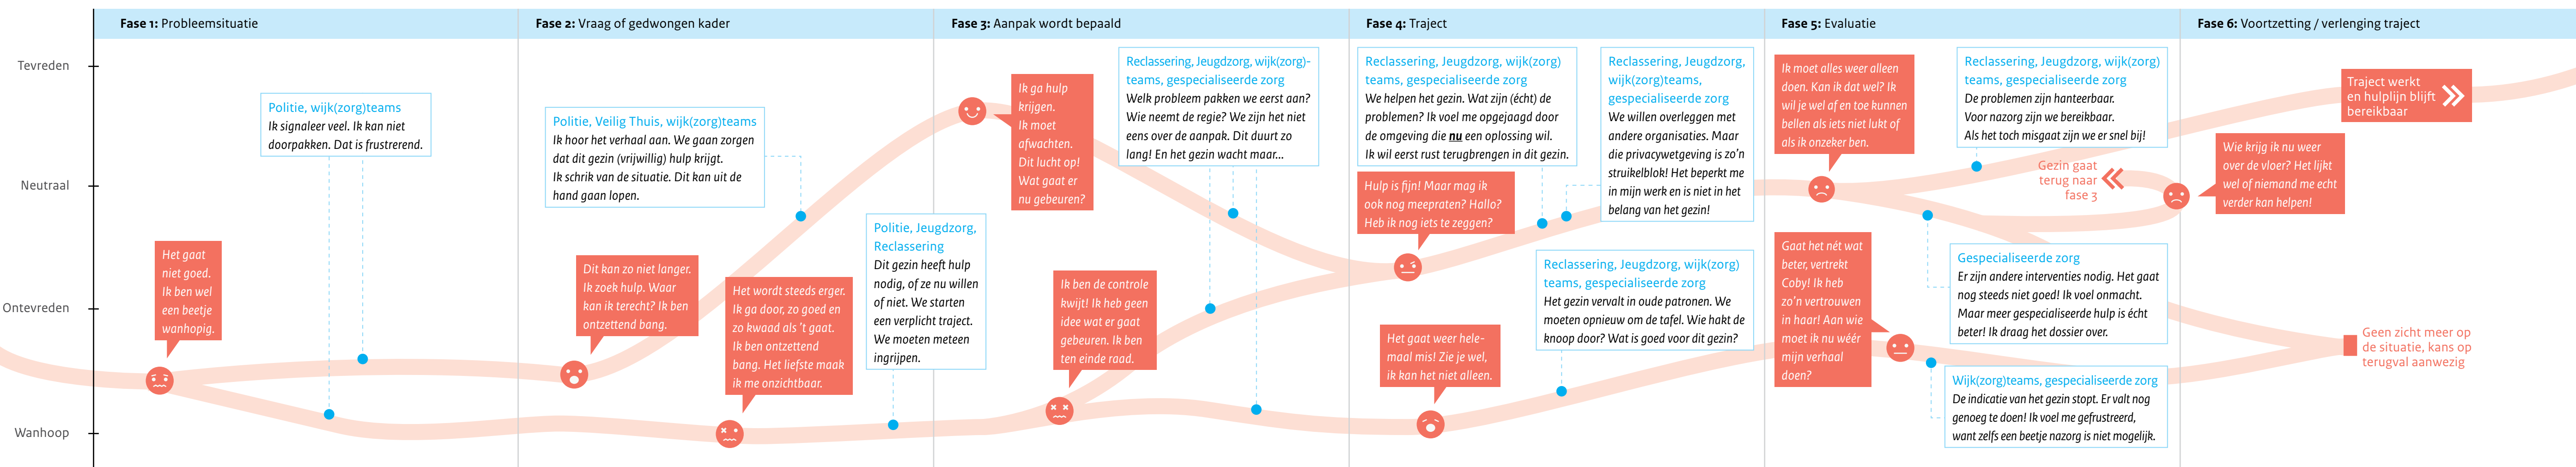 Fase 1: Probleemsituatie
Fase 2: Vraag of gedwongen kader
Fase 3: Aanpak wordt bepaald
Fase 4: Traject
Fase 5: Evaluatie
Fase 6: Voortzetting / verlenging traject
Tevreden
Neutraal
Ontevreden
Wanhoop
Het gaat
niet goed.
Ik ben wel
een beetje
wanhopig.
Politie, wijk(zorg)teams
Ik signaleer veel. Ik kan niet
doorpakken. Dat is frustrerend.
Politie, Veilig Thuis, wijk(zorg)teams
Ik hoor het verhaal aan. We gaan zorgen
dat dit gezin (vrijwillig) hulp krijgt.
Ik schrik van de situatie. Dit kan uit de
hand gaan lopen.
Dit kan zo niet langer.
Ik zoek hulp. Waar
kan ik terecht? Ik ben
ontzettend bang.
Het wordt steeds erger.
Ik ga door, zo goed en
zo kwaad als 't gaat.
Ik ben ontzettend
bang. Het liefste maak
ik me onzichtbaar.
Politie, Jeugdzorg,
Reclassering
Dit gezin heeft hulp
nodig, of ze nu willen
of niet. We starten
een verplicht traject.
We moeten meteen
ingrijpen.
Ik ga hulp
krijgen.
Ik moet
afwachten.
Dit lucht op!
Wat gaat er
nu gebeuren?
Reclassering, Jeugdzorg, wijk(zorg)-
teams, gespecialiseerde zorg
Welk probleem pakken we eerst aan?
Wie neemt de regie? We zijn het niet
eens over de aanpak. Dit duurt zo
lang! En het gezin wacht maar...
Ik ben de controle
kwijt! Ik heb geen
idee wat er gaat
gebeuren. Ik ben
ten einde raad.
Reclassering, Jeugdzorg, wijk(zorg)
teams, gespecialiseerde zorg
We helpen het gezin. Wat zijn (écht) de
problemen? Ik voel me opgejaagd door
de omgeving die nu een oplossing wil.
Ik wil eerst rust terugbrengen in dit gezin.
Hulp is fijn! Maar mag ik
ook nog meepraten? Hallo?
Heb ik nog iets te zeggen?
Reclassering, Jeugdzorg,
wijk(zorg)teams,
gespecialiseerde zorg
We willen overleggen met
andere organisaties. Maar
die privacywetgeving is zo'n
struikelblok! Het beperkt me
in mijn werk en is niet in het
belang van het gezin!
Reclassering, Jeugdzorg, wijk(zorg)
teams, gespecialiseerde zorg
Het gezin vervalt in oude patronen. We
moeten opnieuw om de tafel. Wie hakt de
knoop door? Wat is goed voor dit gezin?
Het gaat weer hele-
maal mis! Zie je wel,
ik kan het niet alleen.
Ik moet alles weer alleen
doen. Kan ik dat wel? Ik
wil je wel af en toe kunnen
bellen als iets niet lukt of
als ik onzeker ben.
Reclassering, Jeugdzorg, wijk(zorg)
teams, gespecialiseerde zorg
De problemen zijn hanteerbaar.
Voor nazorg zijn we bereikbaar.
Als het toch misgaat zijn we er snel bij!
Gezin gaat
terug naar
fase 3
Gaat het nét wat
beter, vertrekt
Coby! Ik heb
zo'n vertrouwen
in haar! Aan wie
moet ik nu wéér
mijn verhaal
doen?
Gespecialiseerde zorg
Er zijn andere interventies nodig. Het gaat
nog steeds niet goed! Ik voel onmacht.
Maar meer gespecialiseerde hulp is écht
beter! Ik draag het dossier over.
Wijk(zorg)teams, gespecialiseerde zorg
De indicatie van het gezin stopt. Er valt nog
genoeg te doen! Ik voel me gefrustreerd,
want zelfs een beetje nazorg is niet mogelijk.
Traject werkt
en hulplijn blijft
bereikbaar
Wie krijg ik nu weer
over de vloer? Het lijkt
wel of niemand me echt
verder kan helpen!
Geen zicht meer op
de situatie, kans op
terugval aanwezig